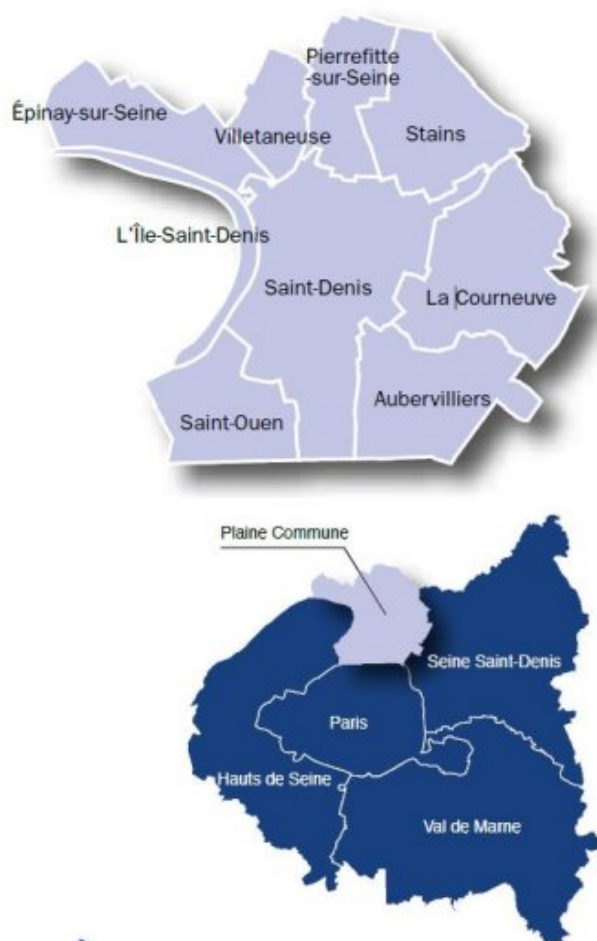 Pierrefitte
-sur-Seine
Épinay-sur-Seine
Villetaneuse
Stains
L'Île-Saint-Denis
Saint-Denis
La Courneuve
Aubervilliers
Saint-Ouen
Plaine Commune
Seine Saint-Denis
Paris
Hauts de Seine
Val de Marne